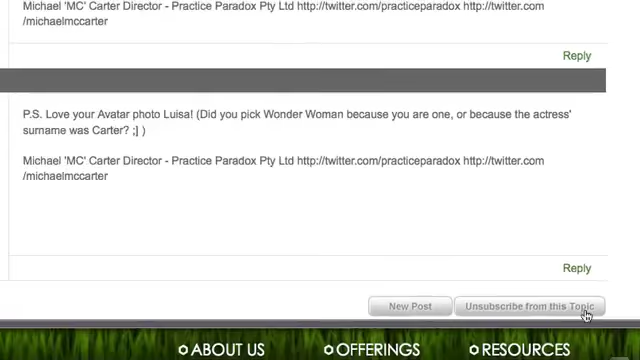 Michael 'MC' Carter Director - Practice Paradox Pty Ltd http://twitter.com/practiceparadox http://twitter.com
/michaelmccarter
Reply
P.S. Love your Avatar photo Luisa! (Did you pick Wonder Woman because you are one, or because the actress'
surname was Carter? ;] )
Michael 'MC' Carter Director - Practice Paradox Pty Ltd http://twitter.com/practiceparadox http://twitter.com
/michaelmccarter
Reply
New Post Unsubscribe from this Topic
ABOUT US OFFERINGS RESOURCES